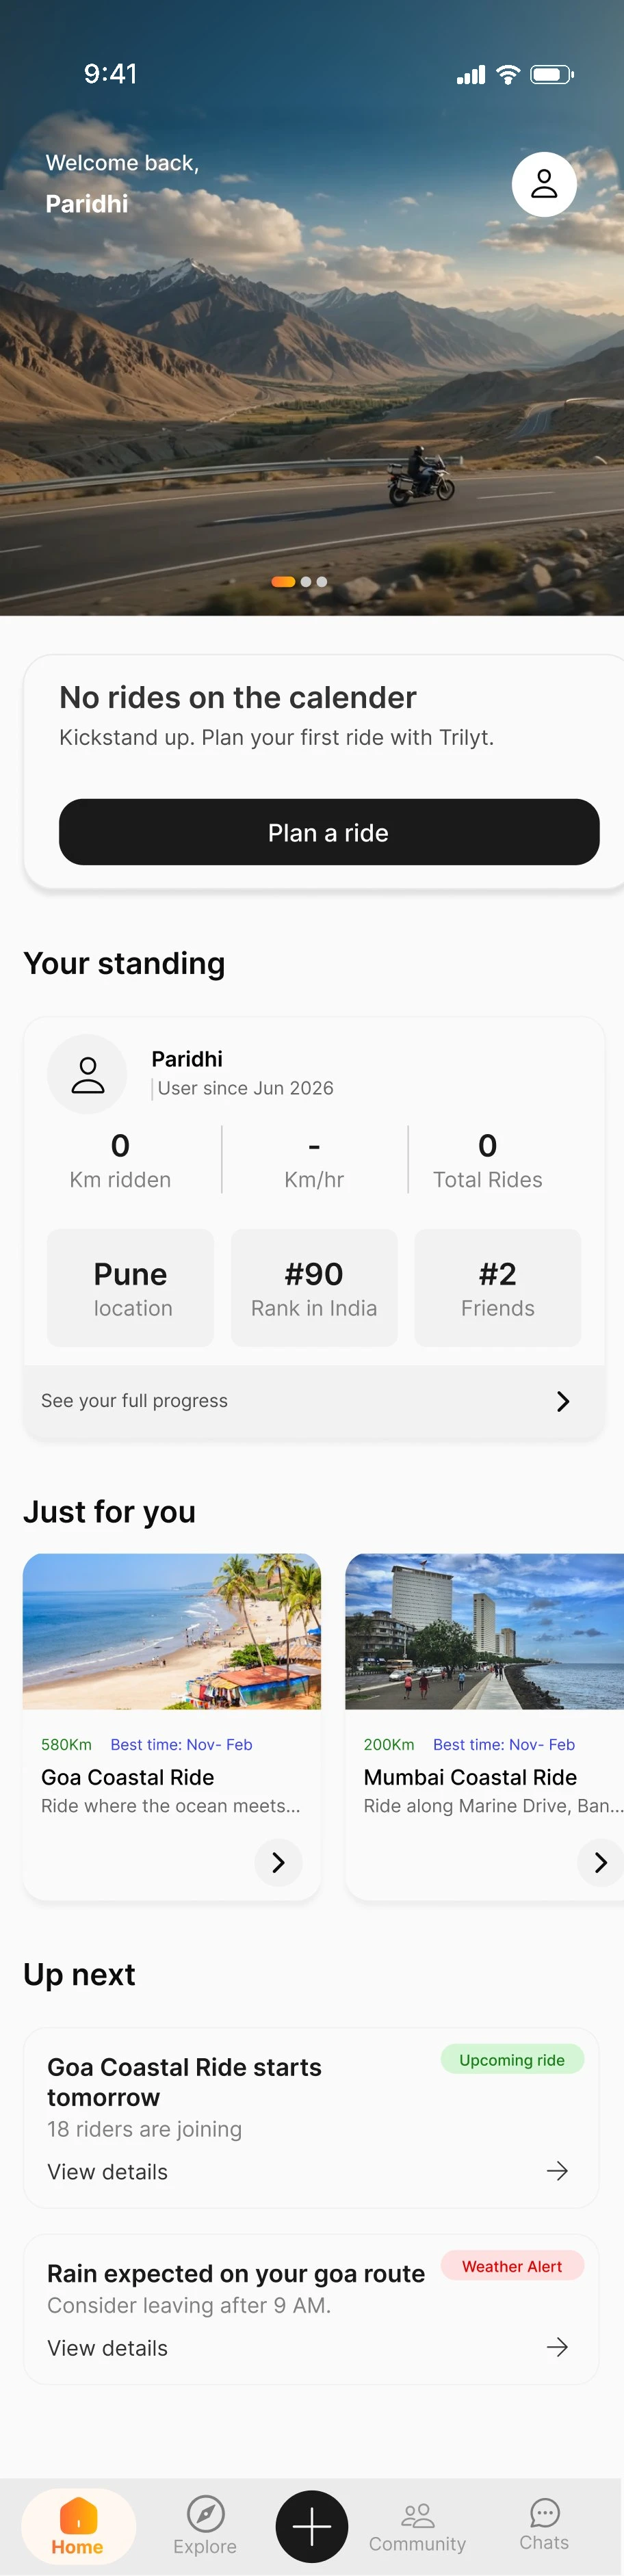 9:41
Welcome back,
Paridhi
No rides on the calender
Kickstand up. Plan your first ride with Trilyt.
Plan a ride
Your standing
Paridhi
User since Jun 2026
0 - 0
Km ridden Km/hr Total Rides
Pune #90 #2
location Rank in India Friends
See your full progress
Just for you
580Km Best time: Nov- Feb
Goa Coastal Ride
Ride where the ocean meets...
200Km Best time: Nov- Feb
Mumbai Coastal Ride
Ride along Marine Drive, Ban...
Up next
Goa Coastal Ride starts
tomorrow
Upcoming ride
18 riders are joining
View details
Rain expected on your goa route
Weather Alert
Consider leaving after 9 AM.
View details
Home Explore Community Chats